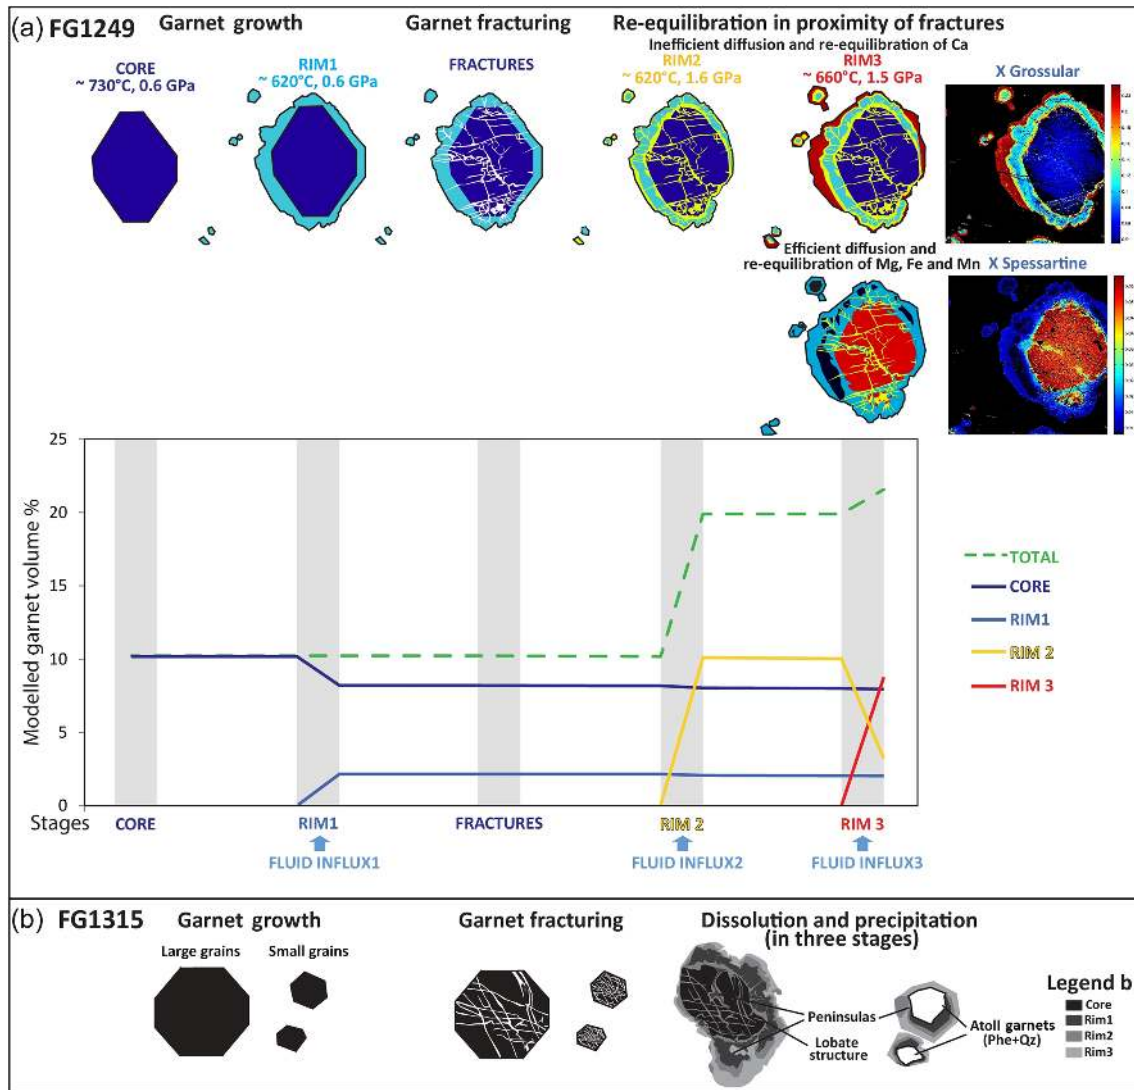 (a) FG1249
Garnet growth
Garnet fracturing
Re-equilibration in proximity of fractures
Inefficient diffusion and re-equilibration of Ca
CORE
~ 730°C, 0.6 GPa
RIM1
~ 620°C, 0.6 GPa
FRACTURES
RIM2
~ 620°C, 1.6 GPa
RIM3
~ 660°C, 1.5 GPa
X Grossular
Efficient diffusion and
re-equilibration of Mg, Fe and Mn
X Spessartine
Modelled garnet volume %
25
20
15
10
5
0
TOTAL
CORE
RIM1
RIM 2
RIM 3
Stages
CORE
RIM1
FRACTURES
RIM 2
RIM 3
FLUID INFLUX1
FLUID INFLUX2
FLUID INFLUX3
(b) FG1315
Garnet growth
Garnet fracturing
Dissolution and precipitation
(in three stages)
Large grains
Small grains
Peninsulas
Lobate
structure
Atoll garnets
(Phe+Qz)
Legend b
Core
Rim1
Rim2
Rim3